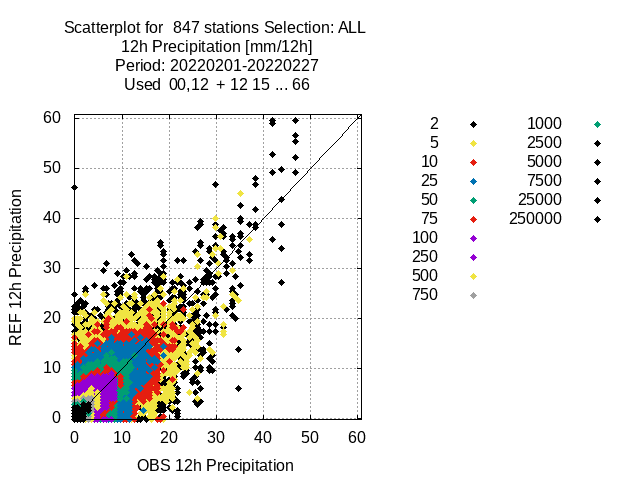 Scatterplot for  847 stations Selection: ALL
12h Precipitation [mm/12h]
Period: 20220201-20220227
Used  00,12  + 12 15 ... 66
REF 12h Precipitation
60
50
40
30
20
10
0
0 10 20 30 40 50 60
OBS 12h Precipitation
2 1000
5 2500
10 5000
25 7500
50 25000
75 250000
100
250
500
750